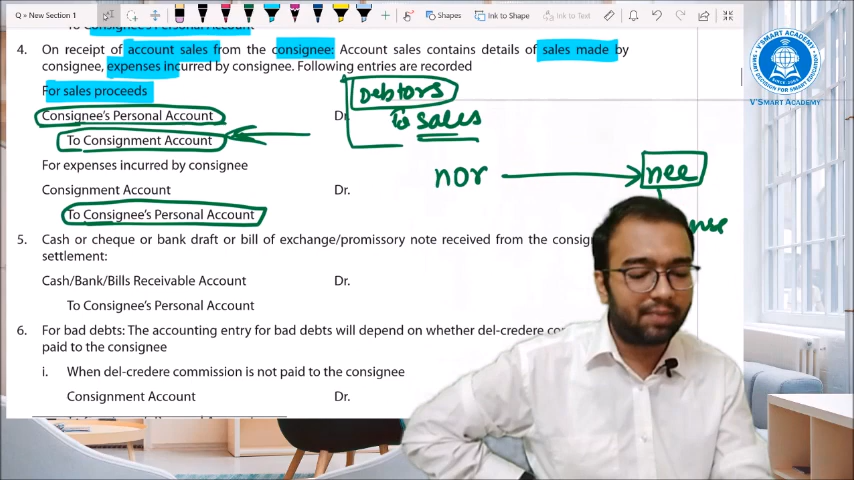 Q » New Section 1
Shapes
Ink to Shape
Ink to Text
4. On receipt of account sales from the consignee: Account sales contains details of sales made by
consignee, expenses incurred by consignee. Following entries are recorded
For sales proceeds
Debtors
Consignee's Personal Account Dr.
To Sales
To Consignment Account
For expenses incurred by consignee
nor nee
Consignment Account Dr.
To Consignee's Personal Account
5. Cash or cheque or bank draft or bill of exchange/promissory note received from the
settlement:
Cash/Bank/Bills Receivable Account Dr.
To Consignee's Personal Account
6. For bad debts: The accounting entry for bad debts will depend on whether del-credere
paid to the consignee
i. When del-credere commission is not paid to the consignee
Consignment Account Dr.
V'SMART ACADEMY
SMART DECISION FOR SMART EDUCATION
V'SMART ACADEMY